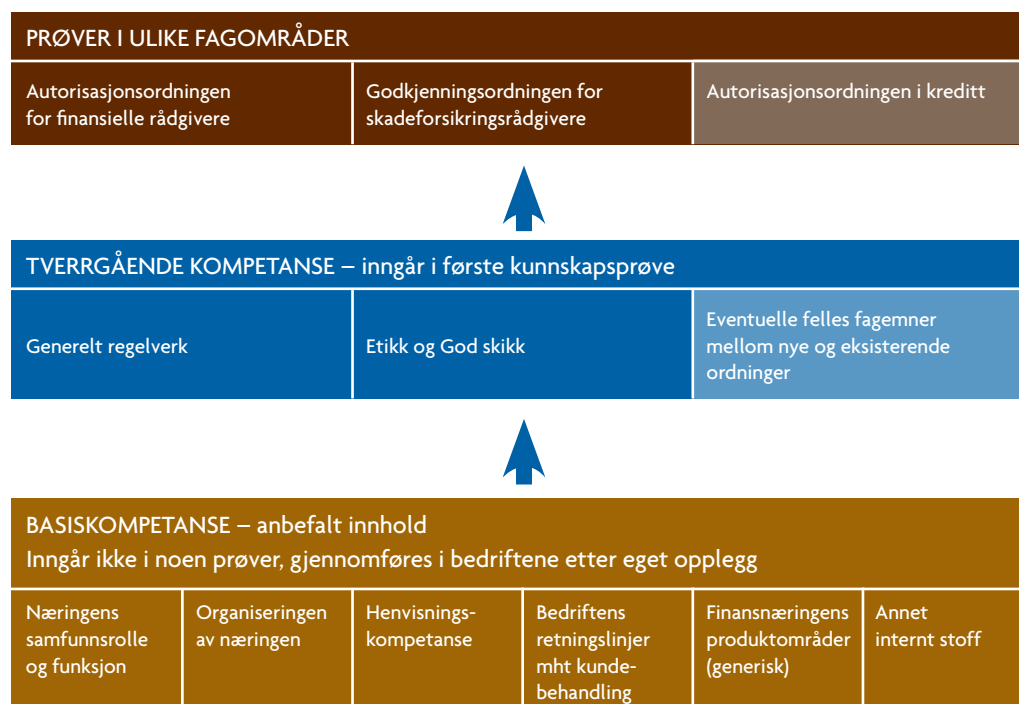 PRØVER I ULIKE FAGOMRÅDER
Autorisasjonsordningen
for finansielle rådgivere
Godkjenningsordningen for
skadeforsikringsrådgivere
Autorisasjonsordningen i kreditt
TVERRGÅENDE KOMPETANSE – inngår i første kunnskapsprøve
Generelt regelverk
Etikk og God skikk
Eventuelle felles fagemner
mellom nye og eksisterende
ordninger
BASISKOMPETANSE – anbefalt innhold
Inngår ikke i noen prøver, gjennomføres i bedriftene etter eget opplegg
Næringens
samfunnsrolle
og funksjon
Organiseringen
av næringen
Henvisnings-
kompetanse
Bedriftens
retningslinjer
mht kunde-
behandling
Finansnæringens
produktområder
(generisk)
Annet
internt stoff